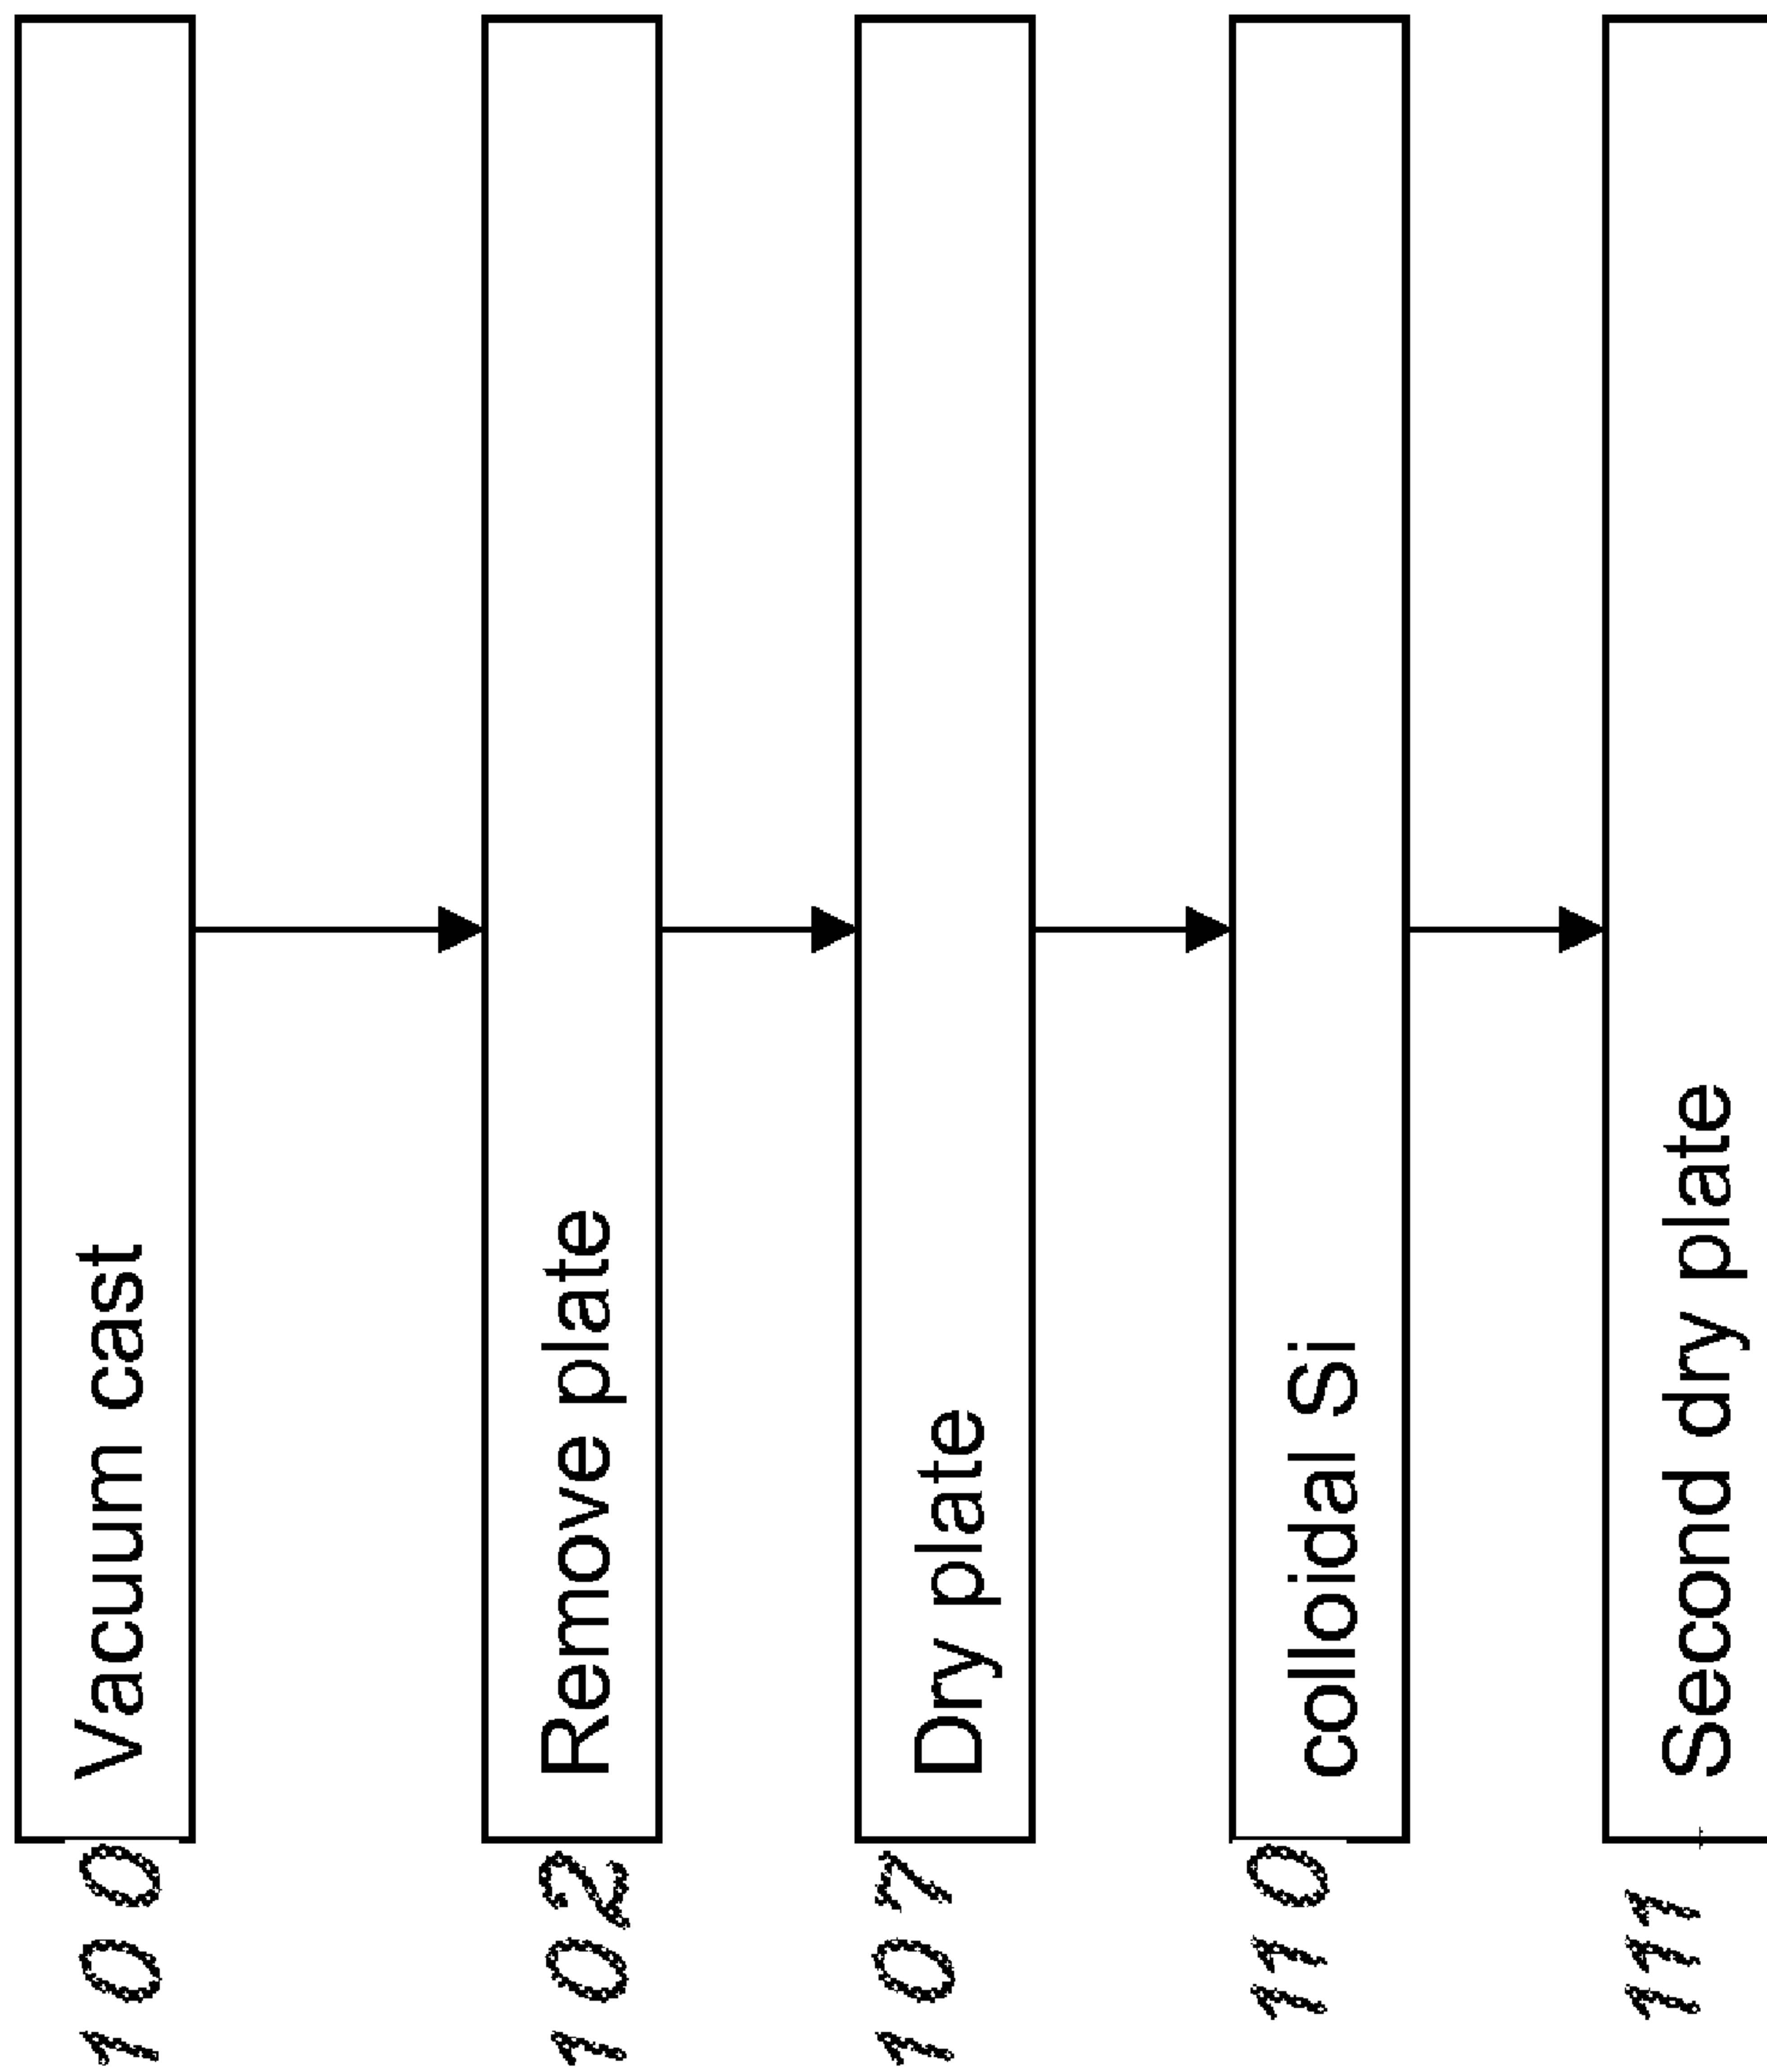 100 Vacuum cast
102 Remove plate
107 Dry plate
110 colloidal Si
111 Second dry plate